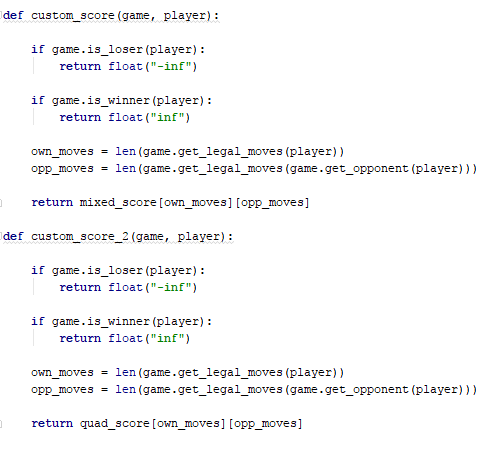 def custom_score(game, player):
    if game.is_loser(player):
        return float("-inf")
    if game.is_winner(player):
        return float("inf")
    own_moves = len(game.get_legal_moves(player))
    opp_moves = len(game.get_legal_moves(game.get_opponent(player)))
    return mixed_score[own_moves][opp_moves]
def custom_score_2(game, player):
    if game.is_loser(player):
        return float("-inf")
    if game.is_winner(player):
        return float("inf")
    own_moves = len(game.get_legal_moves(player))
    opp_moves = len(game.get_legal_moves(game.get_opponent(player)))
    return quad_score[own_moves][opp_moves]